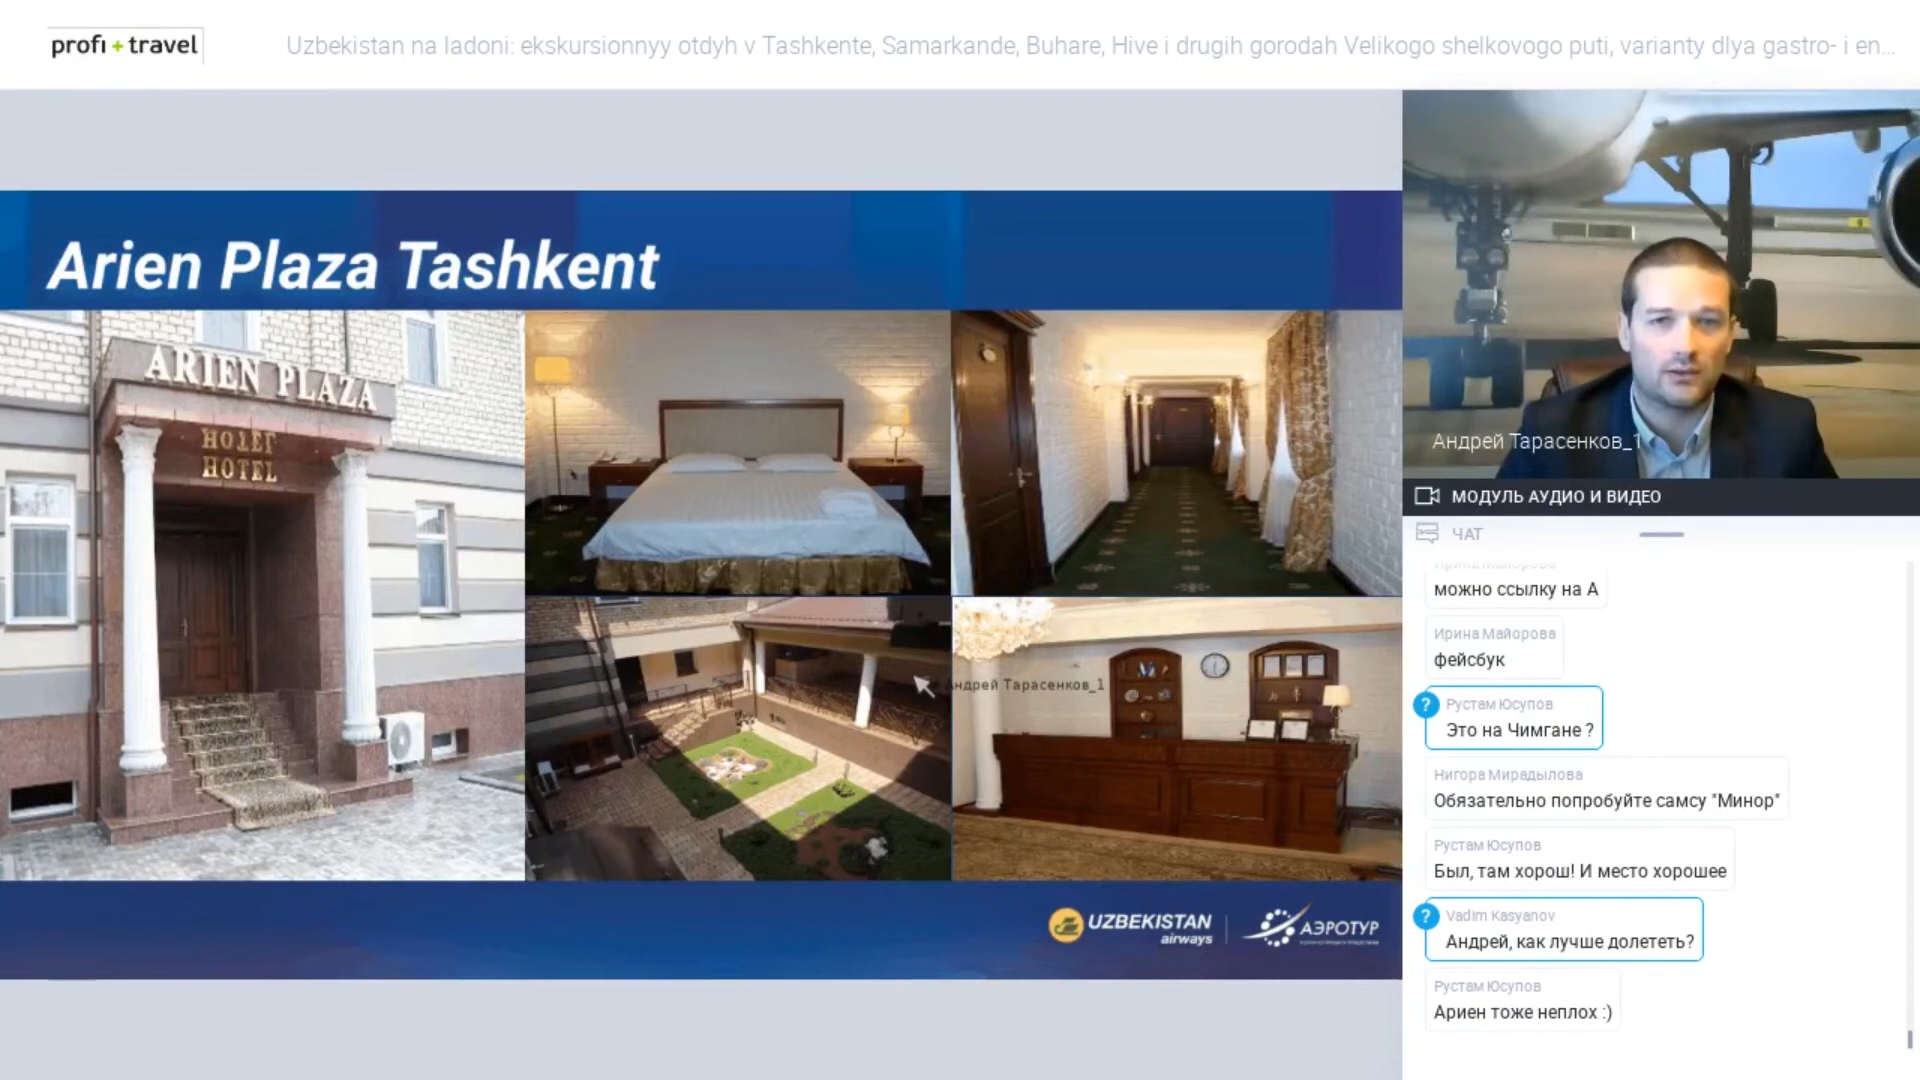 profi + travel
Uzbekistan na ladoni: ekskursionnyy otdyh v Tashkente, Samarkande, Buhare, Hive i drugih gorodah Velikogo shelkovogo puti, varianty dlya gastro- i en...
Arien Plaza Tashkent
ARIEN PLAZA
HOTEL
Андрей Тарасенков_1
UZBEKISTAN
airways
АЭРОТУР
Андрей Тарасенков_1
МОДУЛЬ АУДИО И ВИДЕО
ЧАТ
Ирина Майорова
можно ссылку на А
Ирина Майорова
фейсбук
?
Рустам Юсупов
Это на Чимгане ?
Нигора Мирадылова
Обязательно попробуйте самсу "Минор"
Рустам Юсупов
Был, там хорош! И место хорошее
?
Vadim Kasyanov
Андрей, как лучше долететь?
Рустам Юсупов
Ариен тоже неплох :)